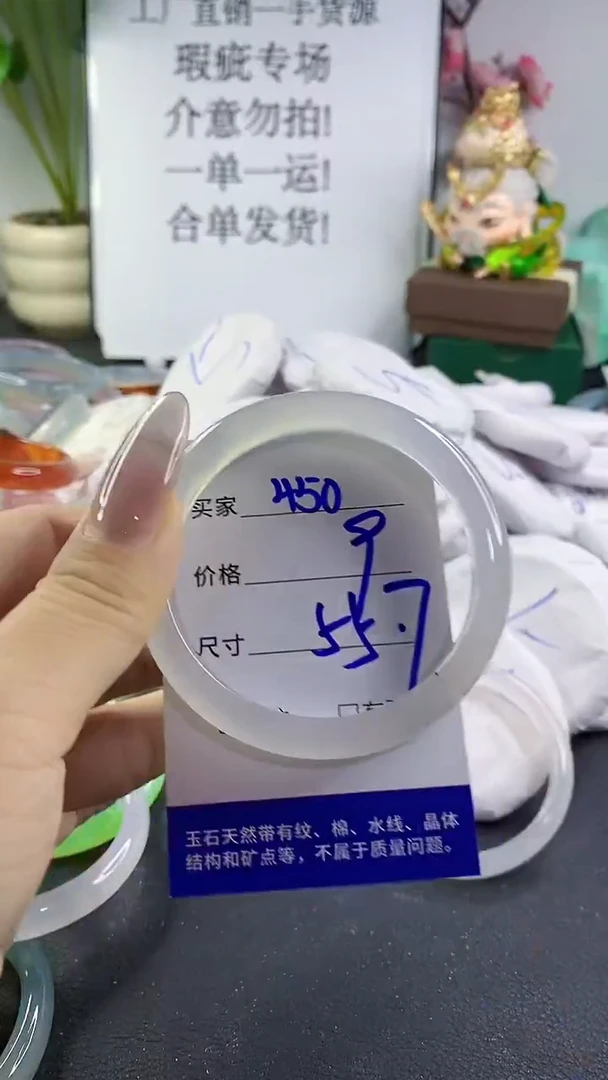 工厂直销一手货源
瑕疵专场
介意勿拍!
一单一运!
合单发货!
买家 450
价格
尺寸 55.7
玉石天然带有纹、棉、水线、晶体
结构和矿点等，不属于质量问题。